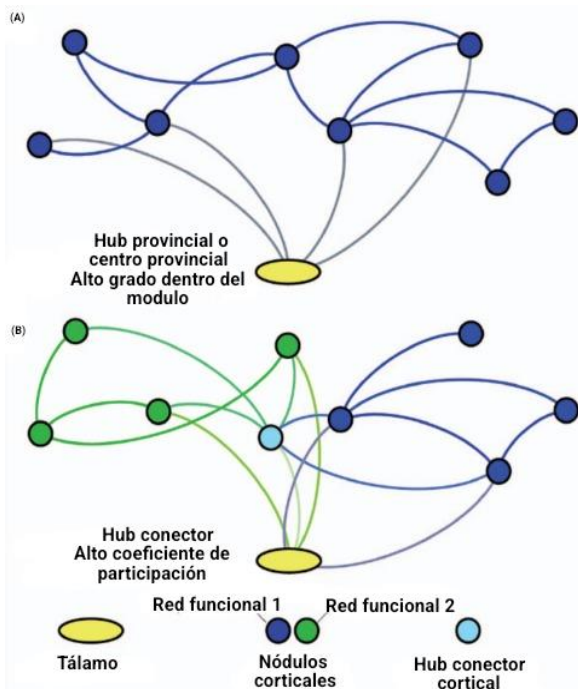 (A)
Hub provincial o
centro provincial
Alto grado dentro del
modulo
(B)
Hub conector
Alto coeficiente de
participación
Red funcional 1
Red funcional 2
Tálamo
Nódulos
corticales
Hub conector
cortical